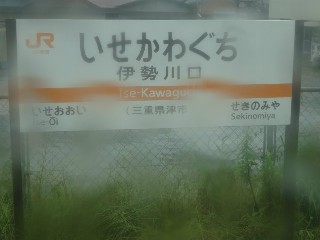 JR
いせかわぐち
伊勢川口
Ise-Kawaguchi
いせおおい
Ise-Ōi
(三重県津市)
せきのみや
Sekinomiya